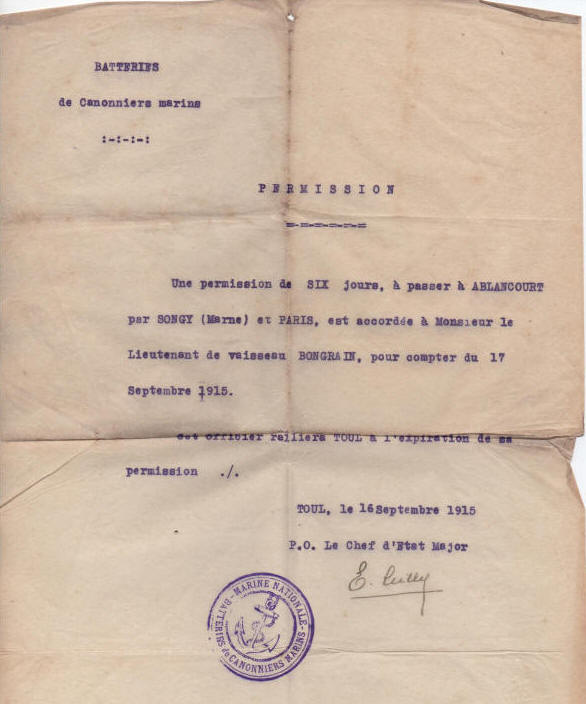 BATTERIES
de Canonniers marins
:-:-:-:
PERMISSION
=-=-=-=-=-=
Une permission de SIX jours, à passer à ABLANCOURT
par SONGY (Marne) et PARIS, est accordée à Monsieur le
Lieutenant de vaisseau BONGRAIN, pour compter du 17
Septembre 1915.
Cet officier ralliera TOUL à l'expiration de sa
permission ./.
TOUL, le 16 Septembre 1915
P.O. Le Chef d'Etat Major
E.
- MARINE NATIONALE -
BATTERIES de CANONNIERS MARINS